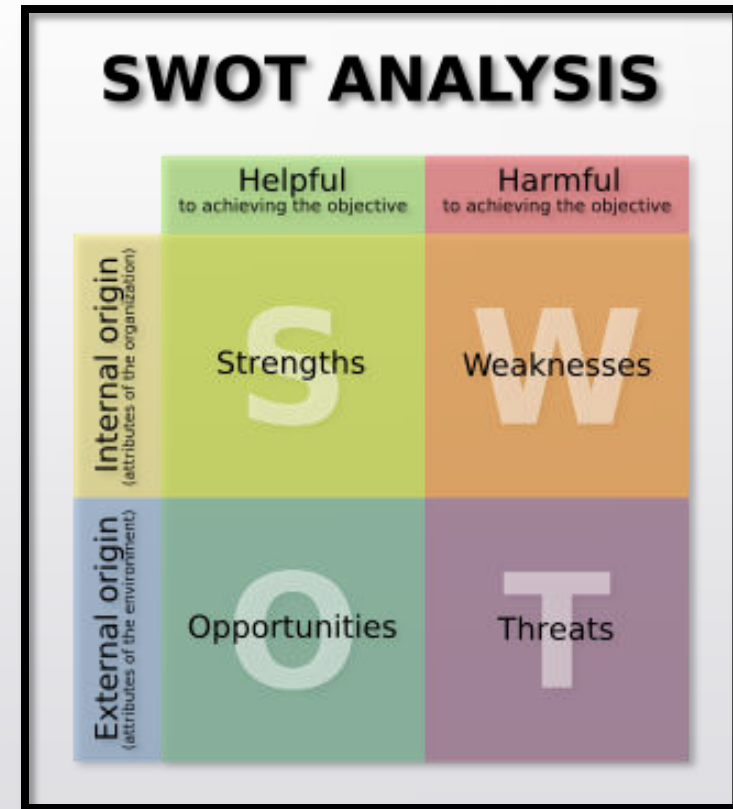 SWOT ANALYSIS
Helpful
to achieving the objective
Harmful
to achieving the objective
Internal origin
(attributes of the organization)
S
Strengths
W
Weaknesses
External origin
(attributes of the environment)
O
Opportunities
T
Threats